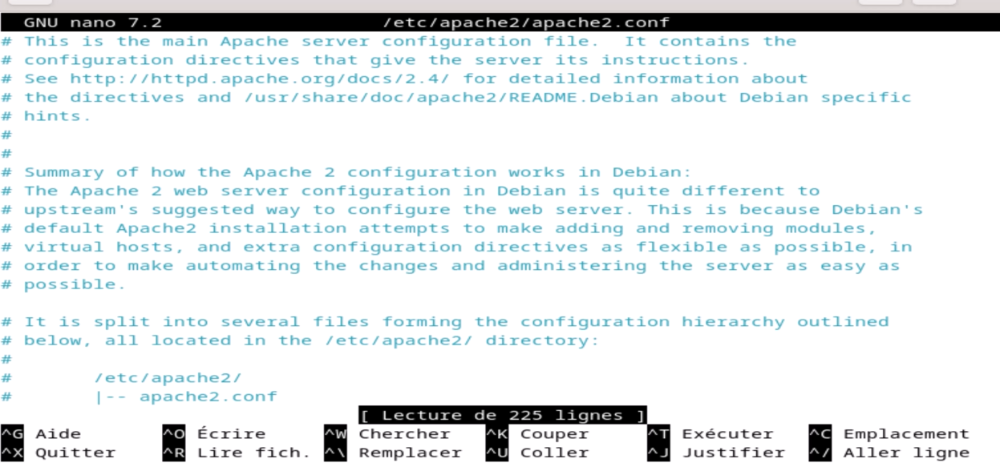 GNU nano 7.2 /etc/apache2/apache2.conf
# This is the main Apache server configuration file.  It contains the
# configuration directives that give the server its instructions.
# See http://httpd.apache.org/docs/2.4/ for detailed information about
# the directives and /usr/share/doc/apache2/README.Debian about Debian specific
# hints.
#
#
# Summary of how the Apache 2 configuration works in Debian:
# The Apache 2 web server configuration in Debian is quite different to
# upstream's suggested way to configure the web server. This is because Debian's
# default Apache2 installation attempts to make adding and removing modules,
# virtual hosts, and extra configuration directives as flexible as possible, in
# order to make automating the changes and administering the server as easy as
# possible.
# It is split into several files forming the configuration hierarchy outlined
# below, all located in the /etc/apache2/ directory:
#
#       /etc/apache2/
#       |-- apache2.conf
[ Lecture de 225 lignes ]
^G Aide ^O Écrire ^W Chercher ^K Couper ^T Exécuter ^C Emplacement
^X Quitter ^R Lire fich. ^\ Remplacer ^U Coller ^J Justifier ^/ Aller ligne